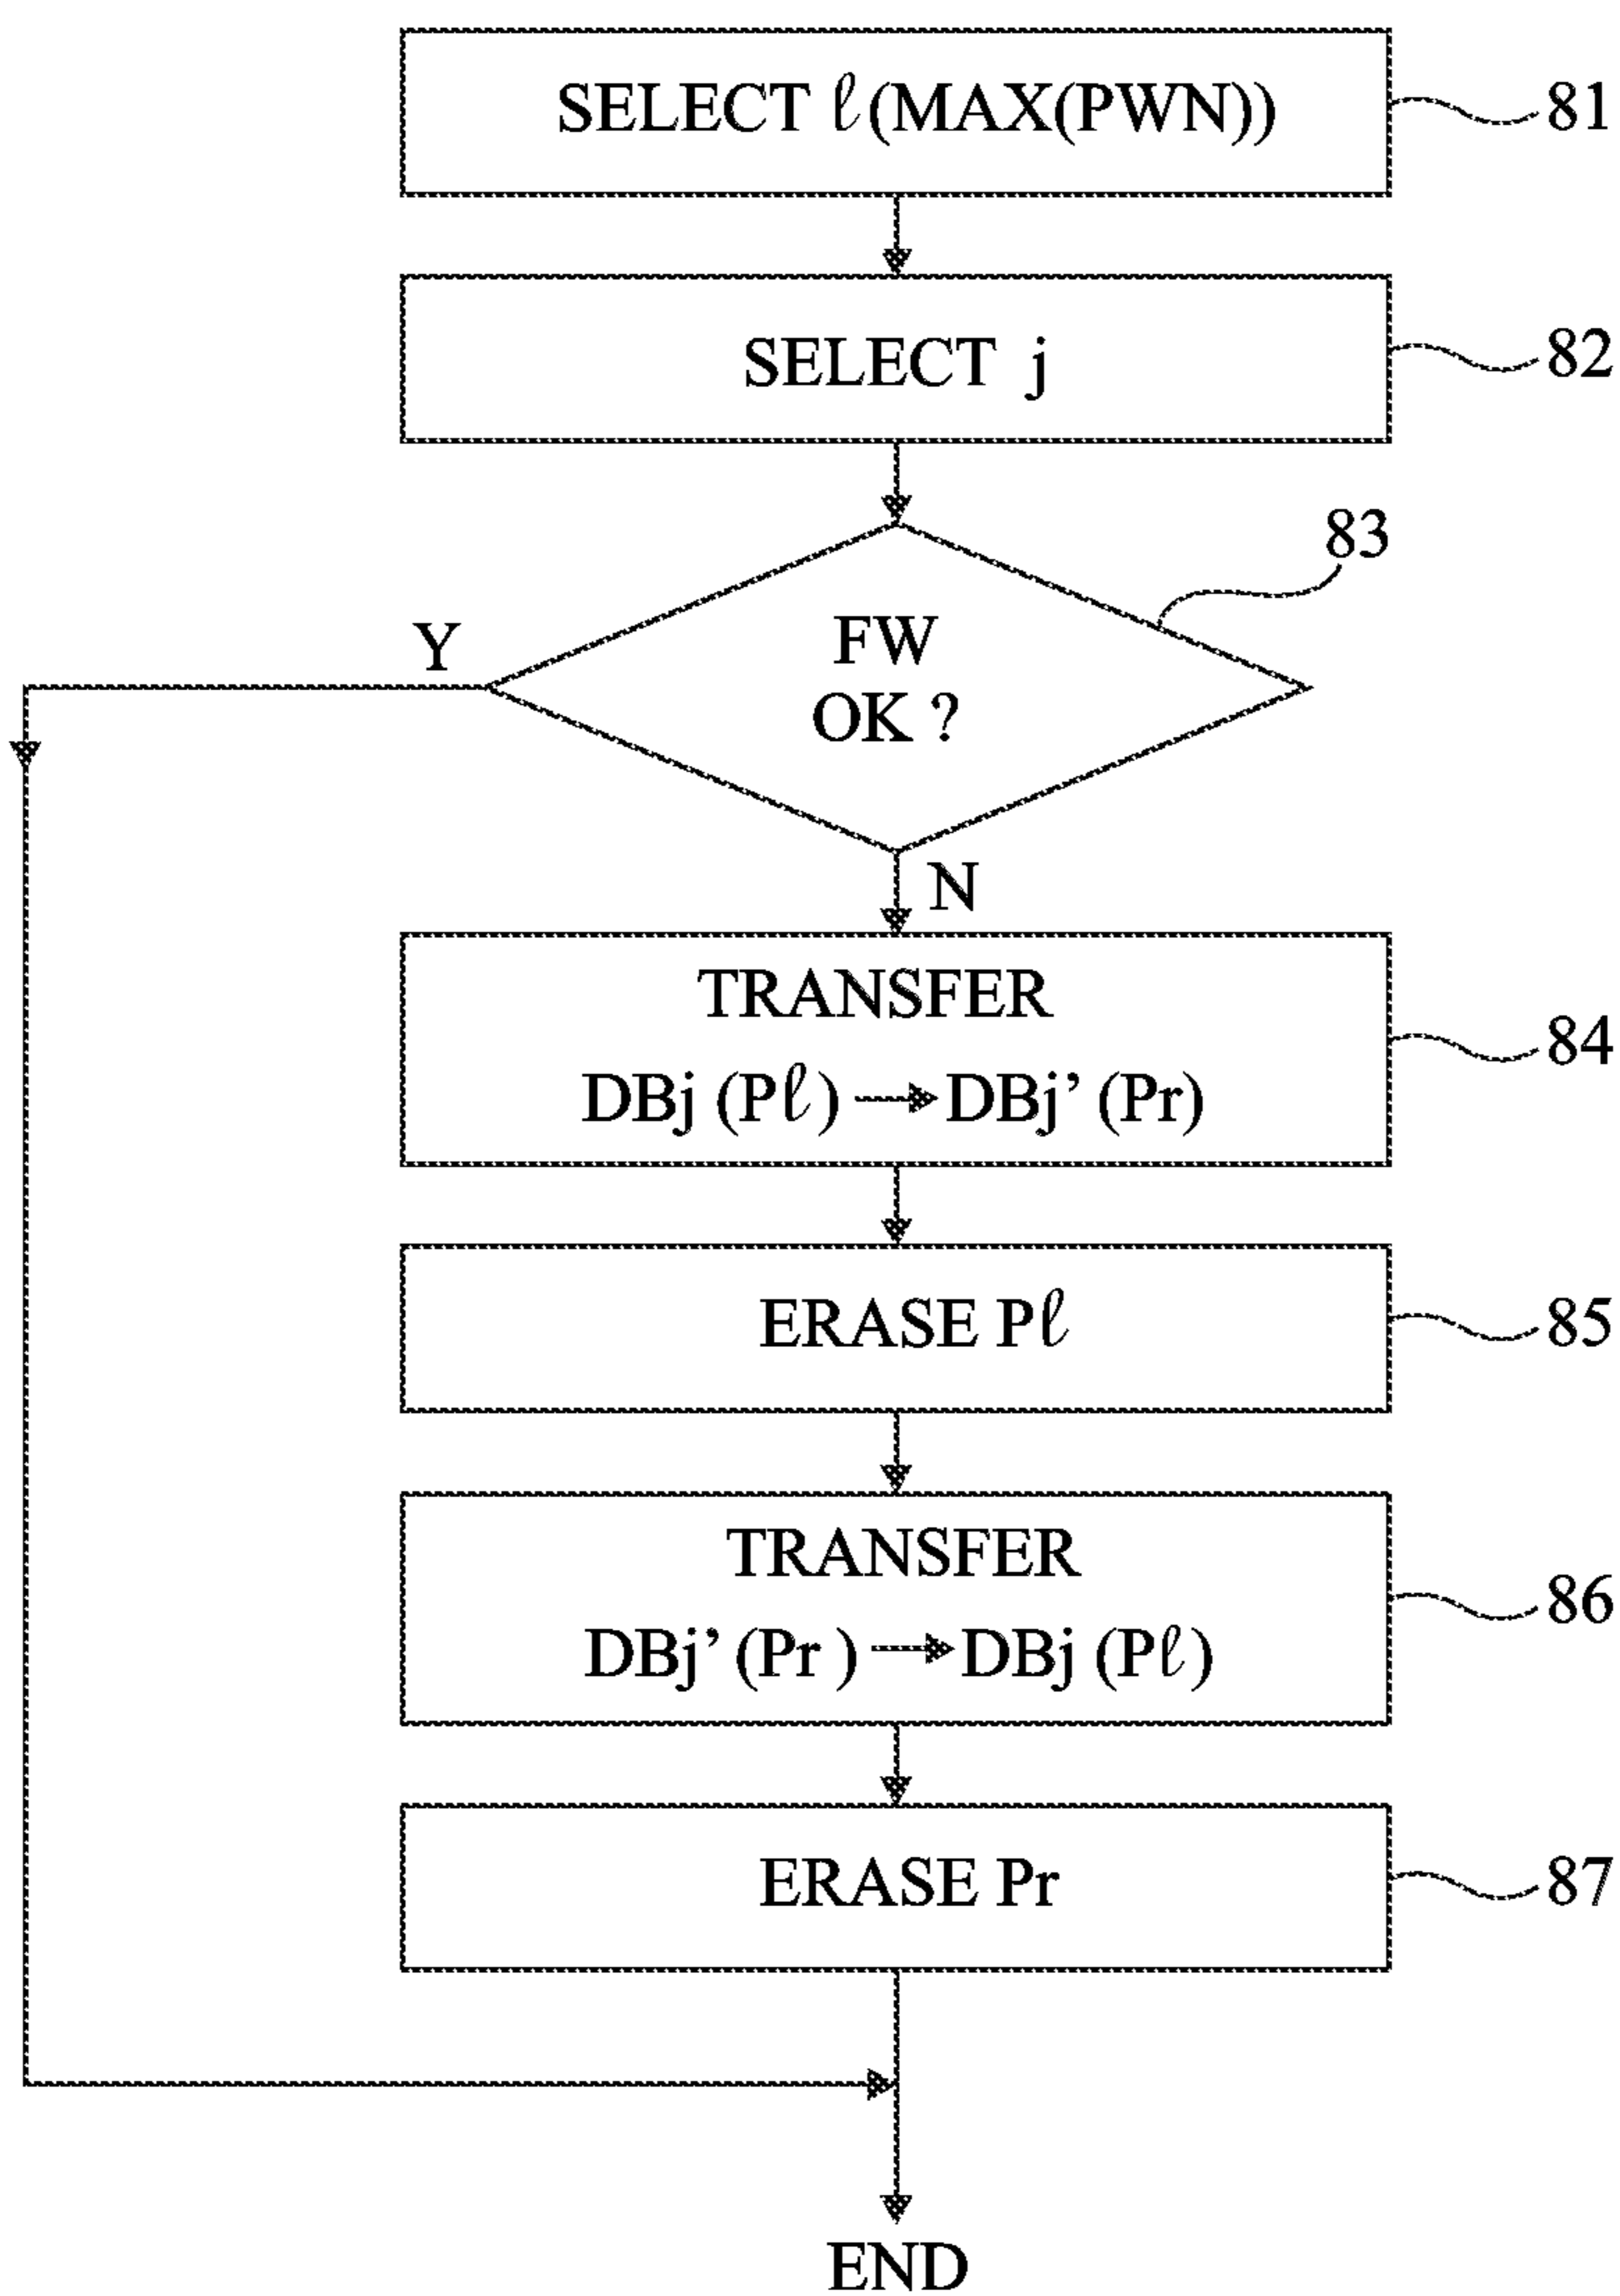 SELECT ℓ(MAX(PWN))
81
SELECT j
82
83
FW
OK ?
Y
N
TRANSFER
DBj (Pℓ) → DBj’ (Pr)
84
ERASE Pℓ
85
TRANSFER
DBj’ (Pr ) → DBj (Pℓ)
86
ERASE Pr
87
END